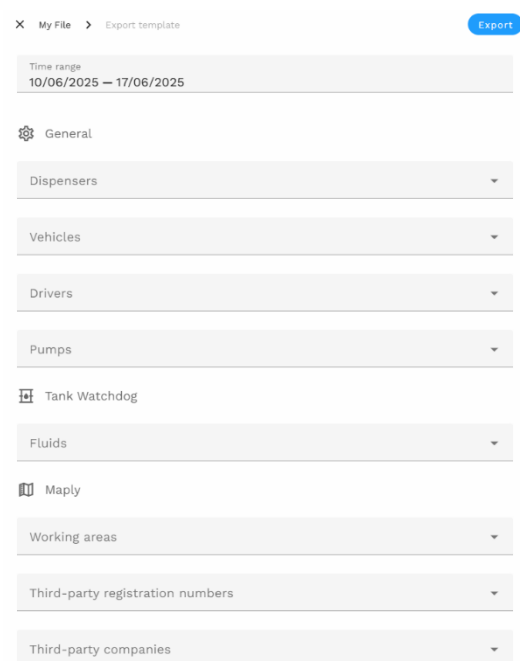 My File > Export template
Export
Time range
10/06/2025 — 17/06/2025
General
Dispensers
Vehicles
Drivers
Pumps
Tank Watchdog
Fluids
Maply
Working areas
Third-party registration numbers
Third-party companies